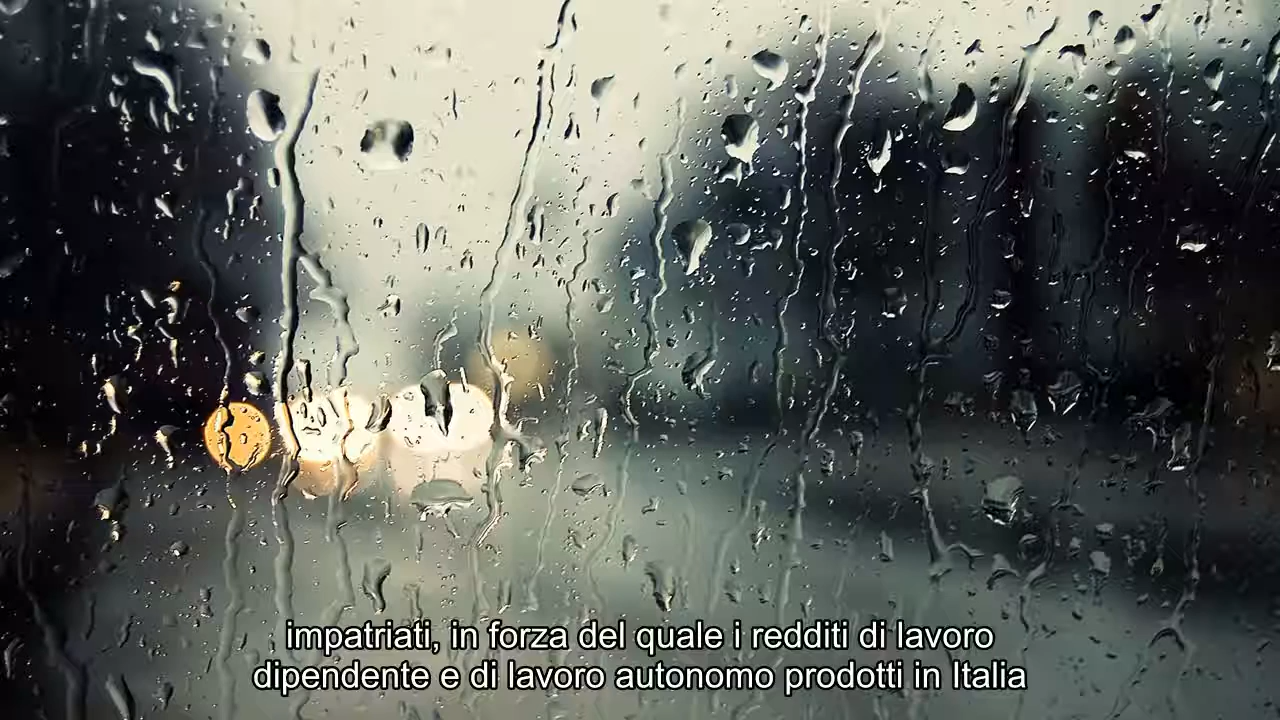 impatriati, in forza del quale i redditi di lavoro
dipendente e di lavoro autonomo prodotti in Italia